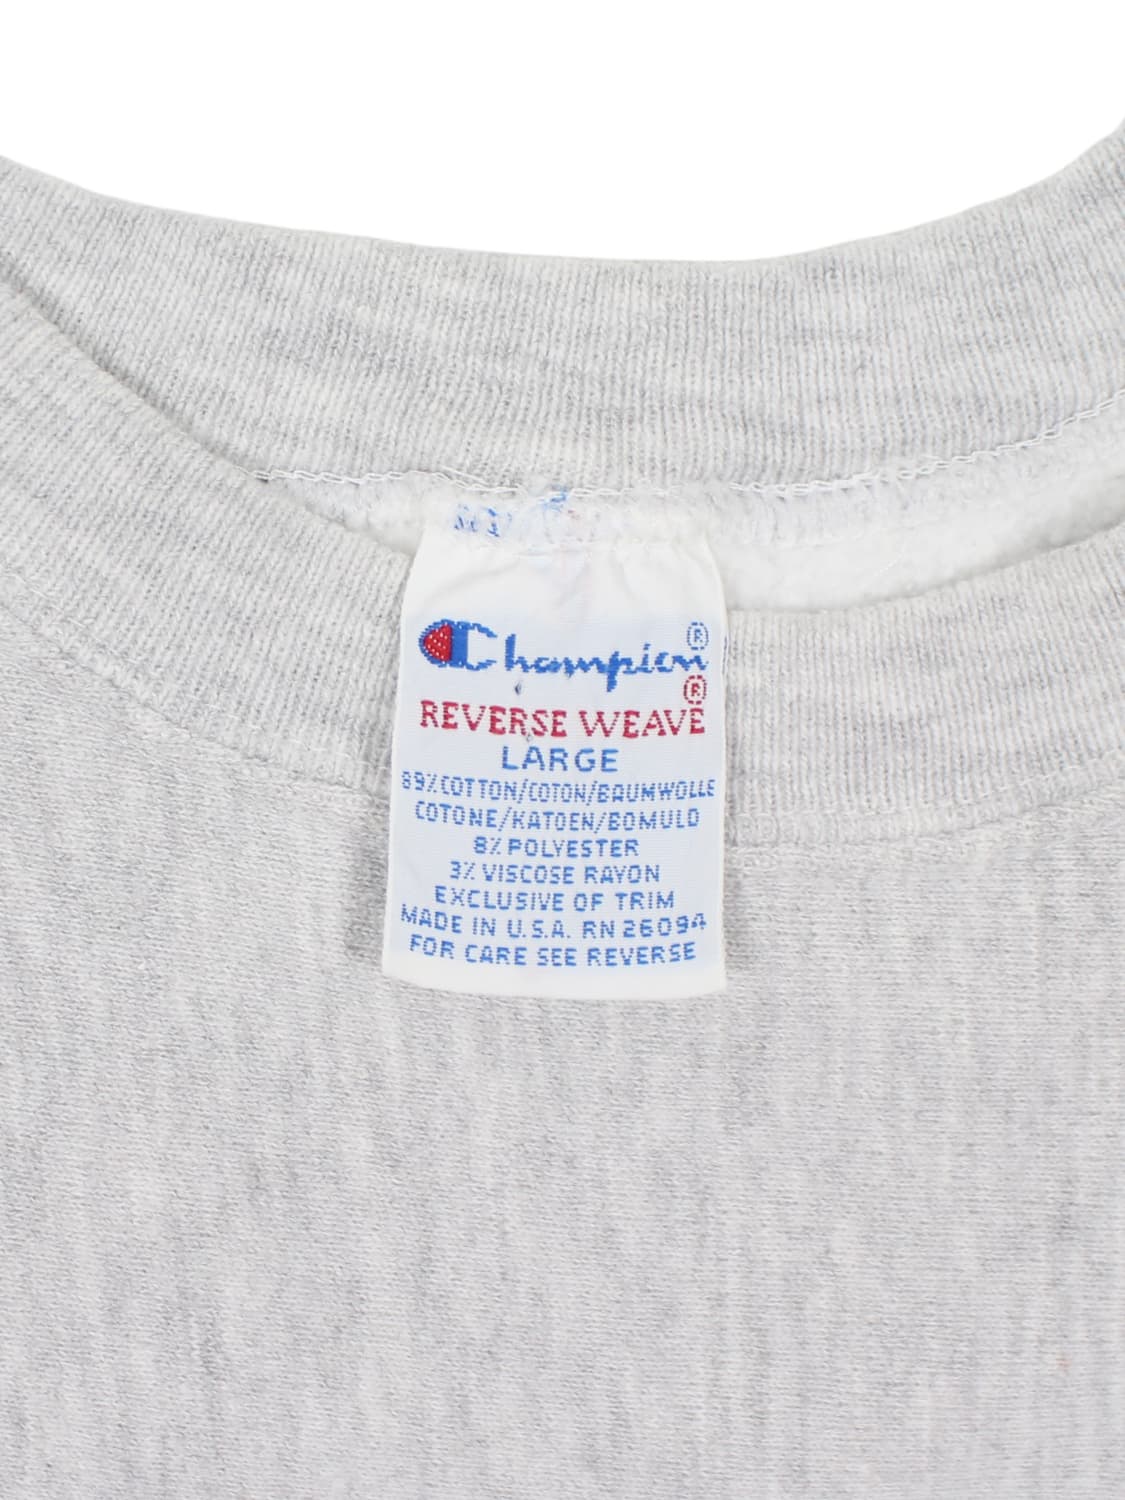 Champion®
REVERSE WEAVE®
LARGE
89% COTTON/COTON/BAUMWOLLE
COTONE/KATOEN/BOMULD
8% POLYESTER
3% VISCOSE RAYON
EXCLUSIVE OF TRIM
MADE IN U.S.A. RN 26094
FOR CARE SEE REVERSE